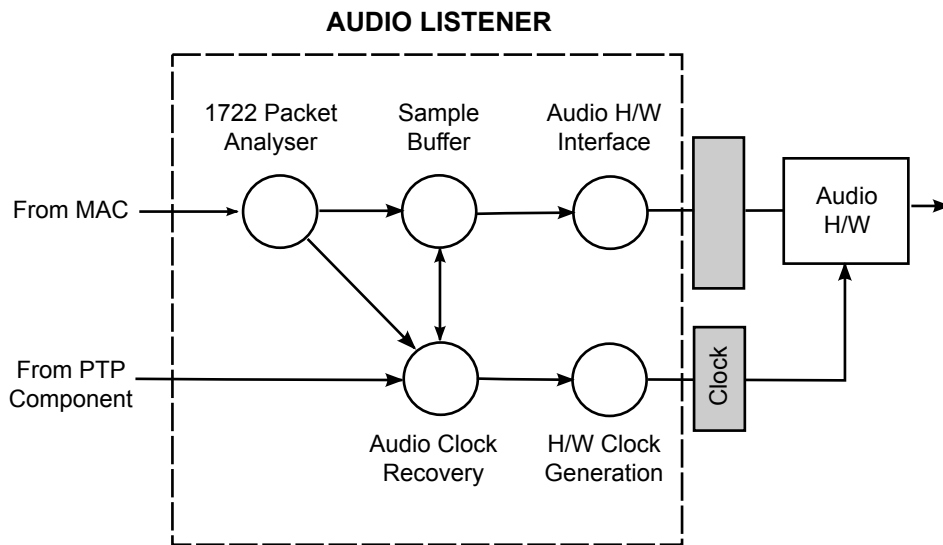 AUDIO LISTENER
1722 Packet
Analyser
Sample
Buffer
Audio H/W
Interface
From MAC
Audio
H/W
From PTP
Component
Clock
Audio Clock
Recovery
H/W Clock
Generation